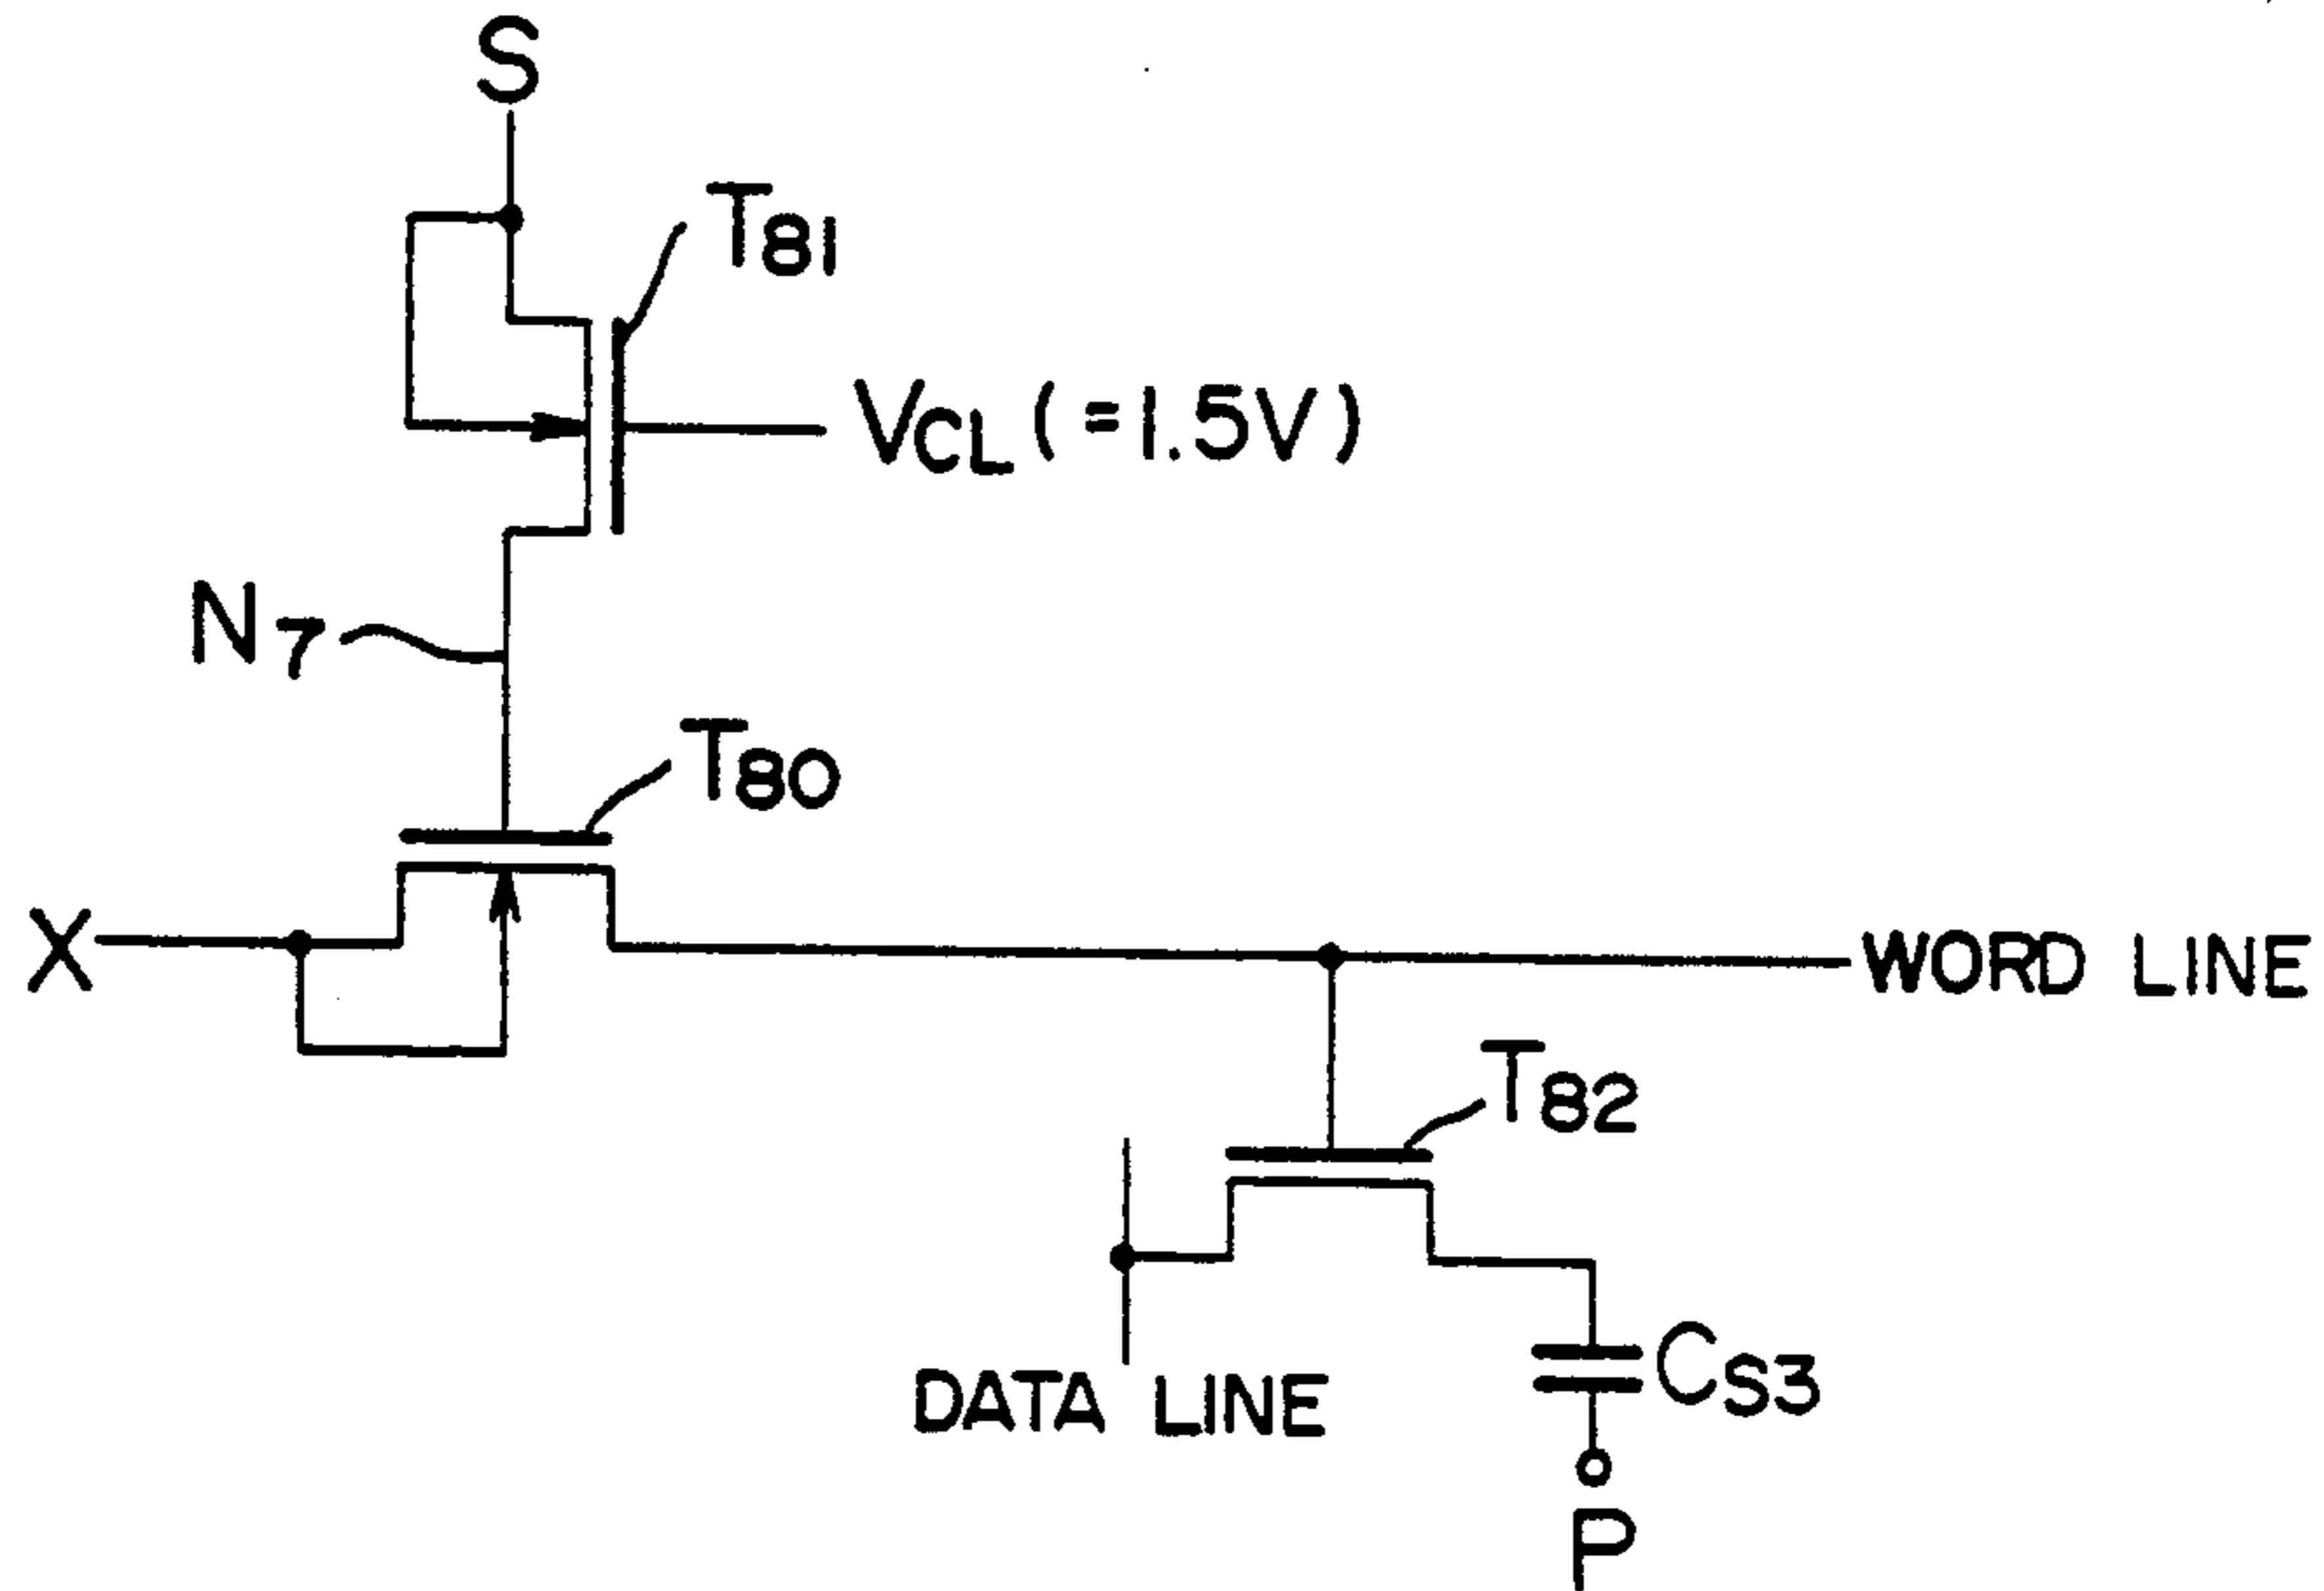 S
T81
VCL (=1.5V)
N7
T80
X
WORD LINE
T82
DATA LINE
CS3
P